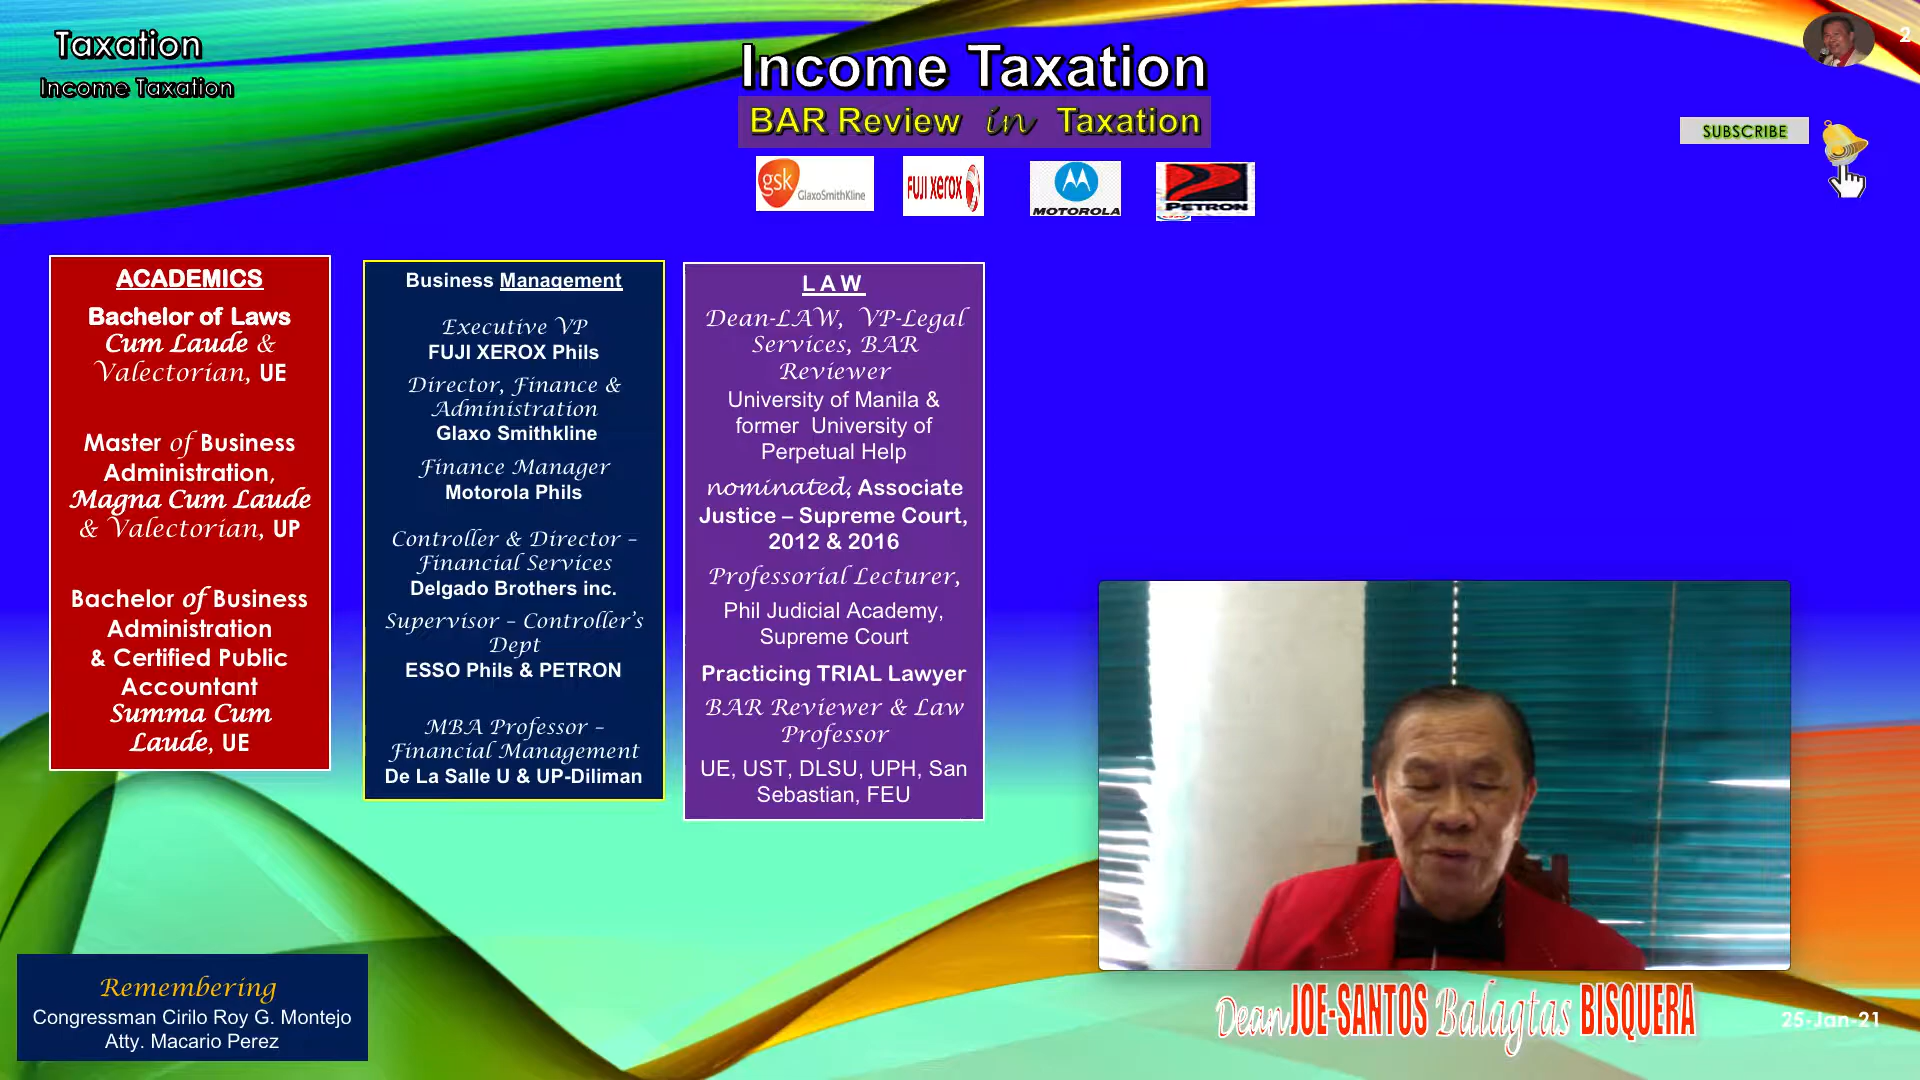 Taxation
Income Taxation
2
Income Taxation
BAR Review in Taxation
SUBSCRIBE
gsk
GlaxoSmithKline
FUJI XEROX
MOTOROLA
PETRON
ACADEMICS
Bachelor of Laws
Cum Laude &
Valectorian, UE
Master of Business
Administration,
Magna Cum Laude
& Valectorian, UP
Bachelor of Business
Administration
& Certified Public
Accountant
Summa Cum
Laude, UE
Business Management
Executive VP
FUJI XEROX Phils
Director, Finance &
Administration
Glaxo Smithkline
Finance Manager
Motorola Phils
Controller & Director –
Financial Services
Delgado Brothers inc.
Supervisor – Controller’s
Dept
ESSO Phils & PETRON
MBA Professor –
Financial Management
De La Salle U & UP-Diliman
LAW
Dean-LAW, VP-Legal
Services, BAR
Reviewer
University of Manila &
former University of
Perpetual Help
nominated, Associate
Justice – Supreme Court,
2012 & 2016
Professorial Lecturer,
Phil Judicial Academy,
Supreme Court
Practicing TRIAL Lawyer
BAR Reviewer & Law
Professor
UE, UST, DLSU, UPH, San
Sebastian, FEU
Remembering
Congressman Cirilo Roy G. Montejo
Atty. Macario Perez
Dean JOE-SANTOS Balagtas BISQUERA
25-Jan-21